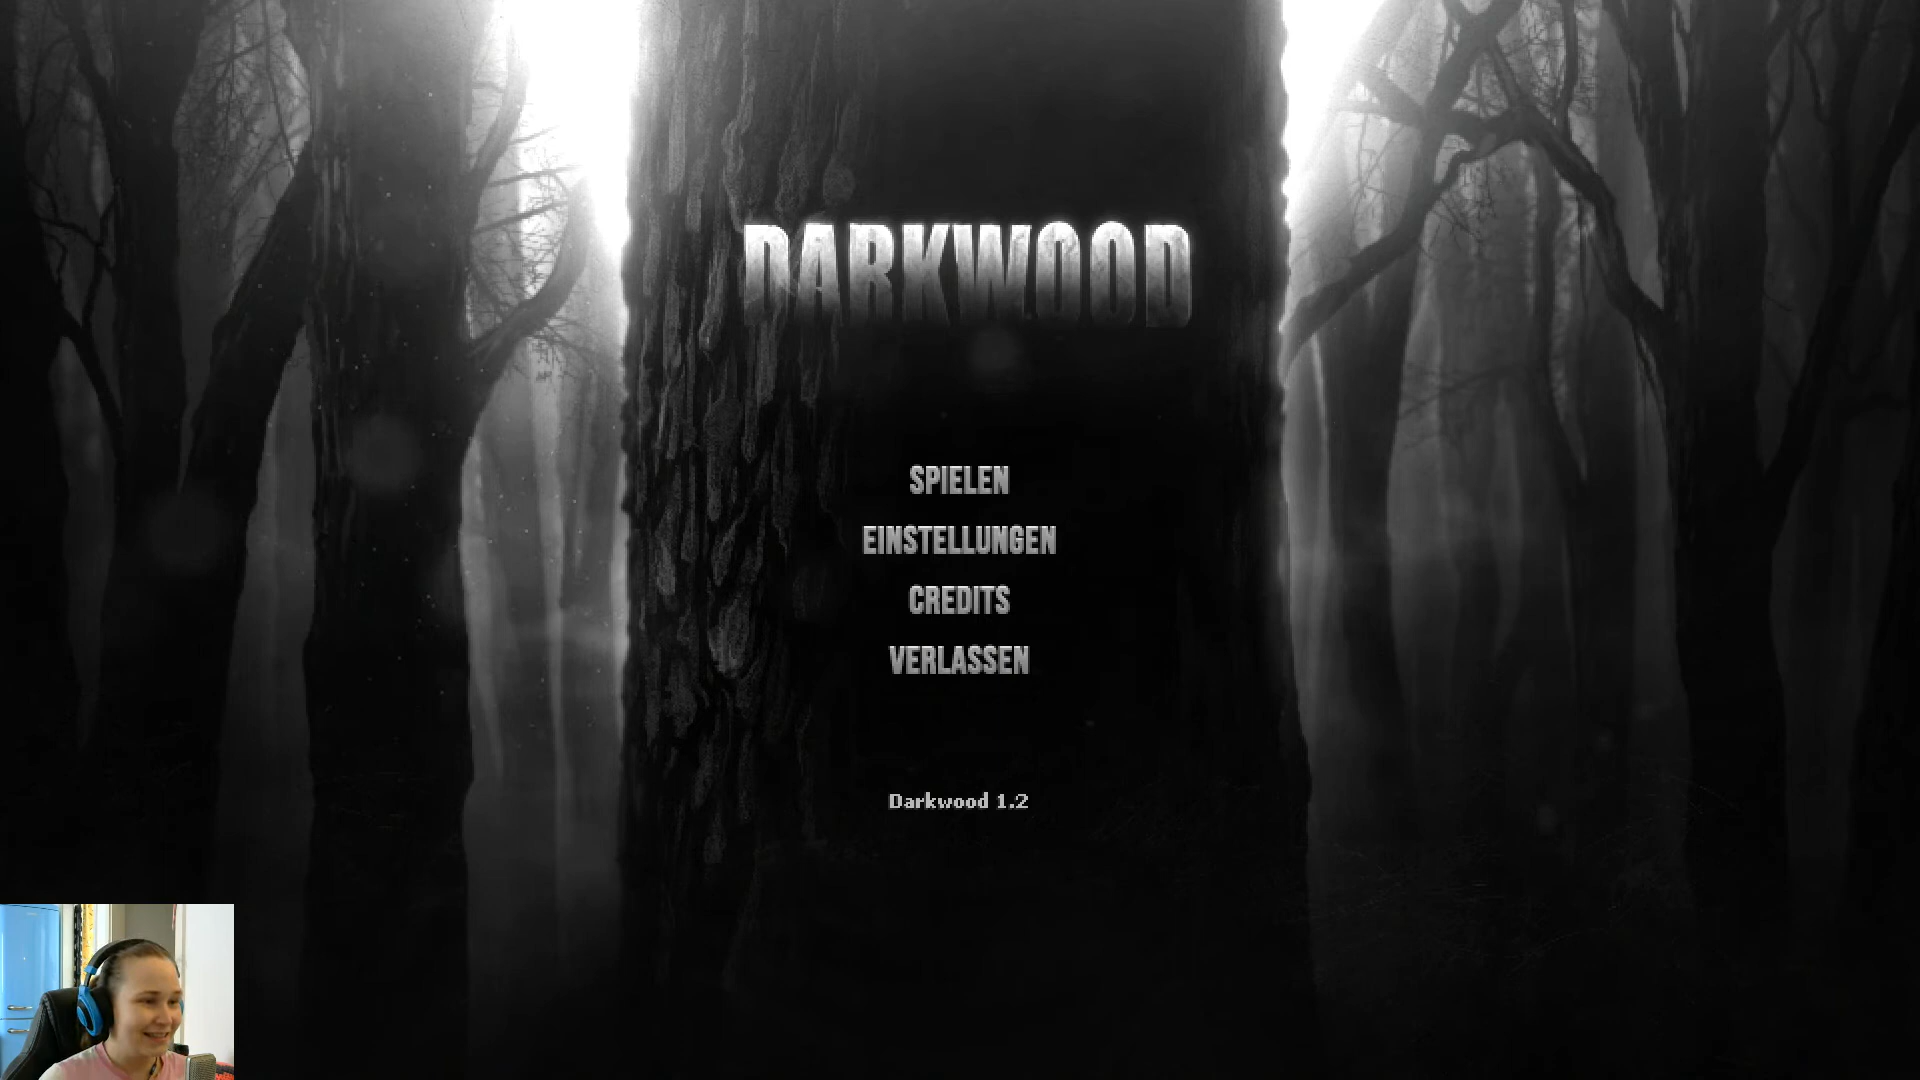 DARKWOOD
SPIELEN
EINSTELLUNGEN
CREDITS
VERLASSEN
Darkwood 1.2